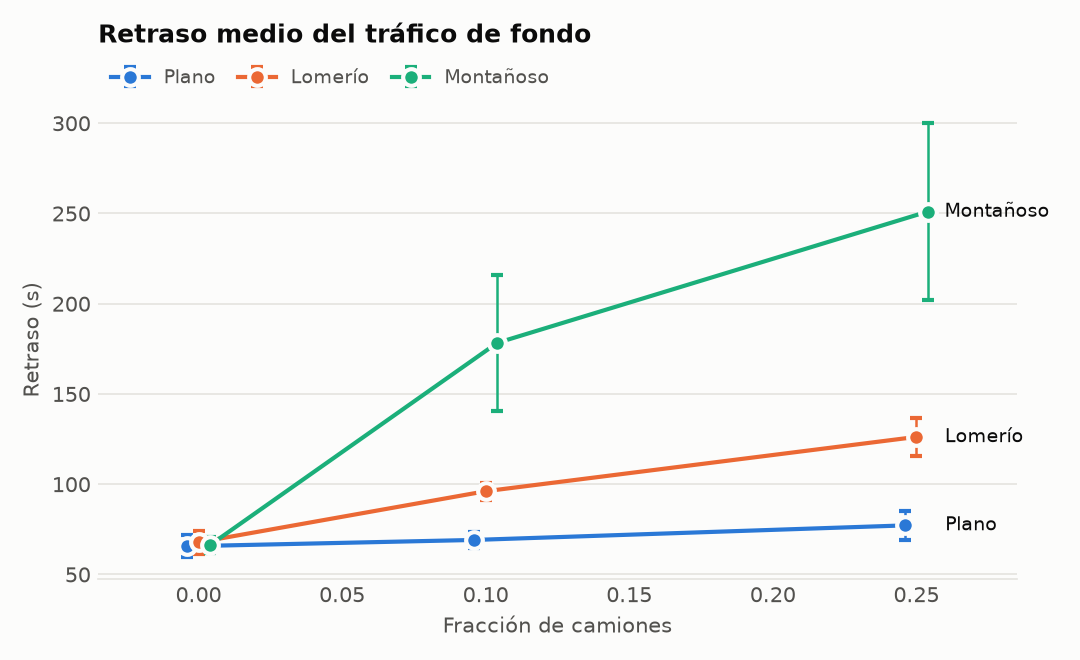 Retraso medio del tráfico de fondo
Plano Lomerío Montañoso
300
250
200
150
100
50
Retraso (s)
Montañoso
Lomerío
Plano
0.00 0.05 0.10 0.15 0.20 0.25
Fracción de camiones